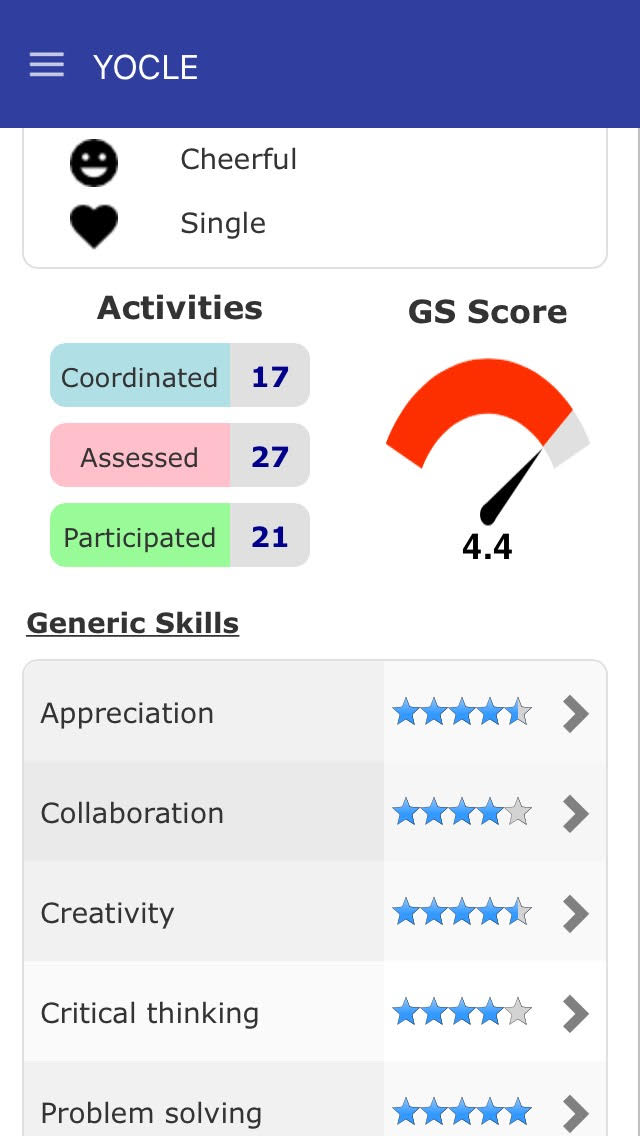 YOCLE
Cheerful
Single
Activities
Coordinated 17
Assessed 27
Participated 21
GS Score
4.4
Generic Skills
Appreciation
Collaboration
Creativity
Critical thinking
Problem solving